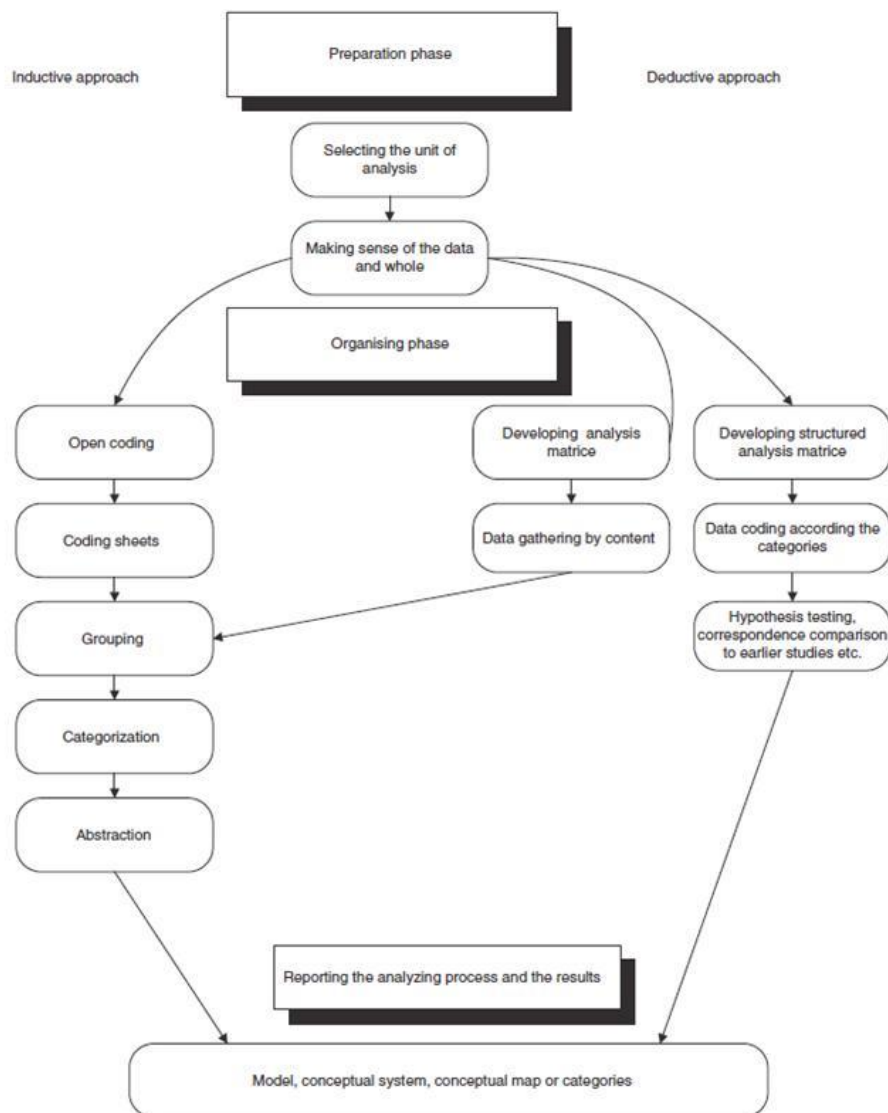 Preparation phase
Inductive approach
Deductive approach
Selecting the unit of
analysis
Making sense of the data
and whole
Organising phase
Open coding
Developing analysis
matrice
Developing structured
analysis matrice
Coding sheets
Data gathering by content
Data coding according the
categories
Grouping
Hypothesis testing,
correspondence comparison
to earlier studies etc.
Categorization
Abstraction
Reporting the analyzing process and the results
Model, conceptual system, conceptual map or categories